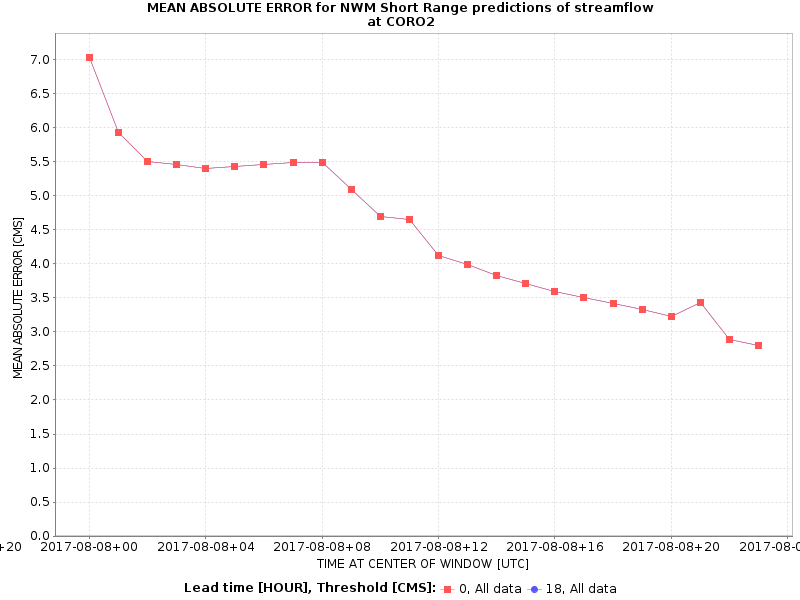 MEAN ABSOLUTE ERROR for NWM Short Range predictions of streamflow
at CORO2
MEAN ABSOLUTE ERROR [CMS]
7.0
6.5
6.0
5.5
5.0
4.5
4.0
3.5
3.0
2.5
2.0
1.5
1.0
0.5
0.0
+20 2017-08-08+00 2017-08-08+04 2017-08-08+08 2017-08-08+12 2017-08-08+16 2017-08-08+20 2017-08-0
TIME AT CENTER OF WINDOW [UTC]
Lead time [HOUR], Threshold [CMS]: 0, All data 18, All data